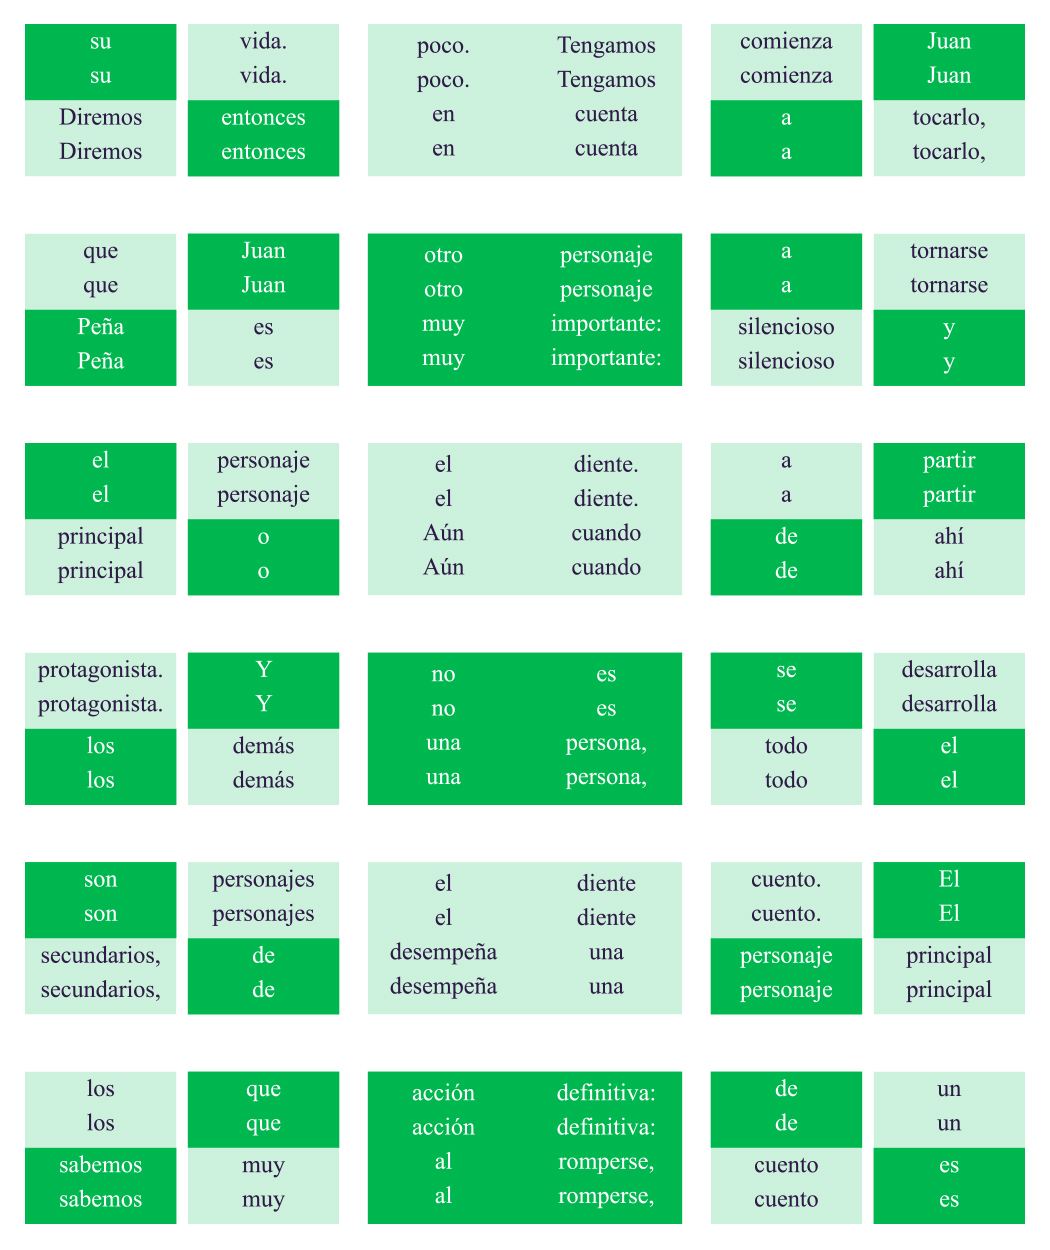 su vida.
su vida.
Diremos entonces
Diremos entonces
que Juan
que Juan
Peña es
Peña es
el personaje
el personaje
principal o
principal o
protagonista. Y
protagonista. Y
los demás
los demás
son personajes
son personajes
secundarios, de
secundarios, de
los que
los que
sabemos muy
sabemos muy
poco. Tengamos
poco. Tengamos
en cuenta
en cuenta
otro personaje
otro personaje
muy importante:
muy importante:
el diente.
el diente.
Aún cuando
Aún cuando
no es
no es
una persona,
una persona,
el diente
el diente
desempeña una
desempeña una
acción definitiva:
acción definitiva:
al romperse,
al romperse,
comienza Juan
comienza Juan
a tocarlo,
a tocarlo,
a tornarse
a tornarse
silencioso y
silencioso y
a partir
a partir
de ahí
de ahí
se desarrolla
se desarrolla
todo el
todo el
cuento. El
cuento. El
personaje principal
personaje principal
de un
de un
cuento es
cuento es